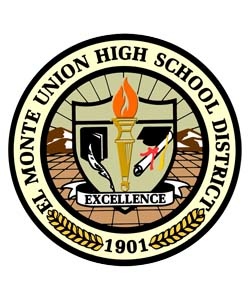 EL MONTE UNION HIGH SCHOOL DISTRICT
EXCELLENCE
1901